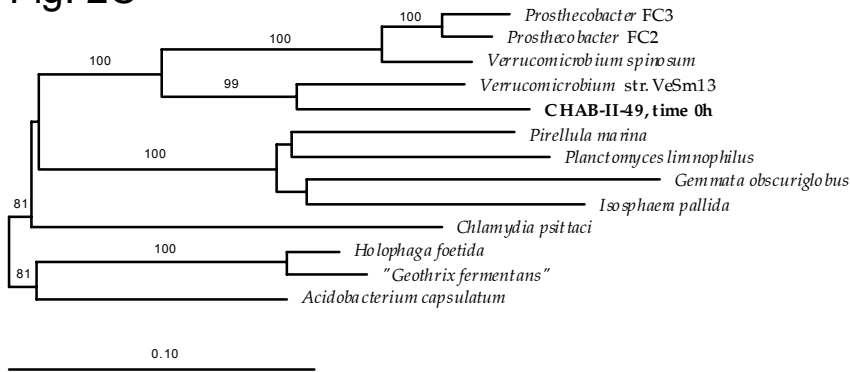 Fig. 2C
100
Prosthecobacter FC3
100
Prosthecobacter FC2
100
Verrucomicrobium spinosum
99
Verrucomicrobium str. VeSm13
CHAB-II-49, time 0h
Pirellula marina
100
Planctomyces limnophilus
Gemmata obscuriglobus
81
Isosphaera pallida
Chlamydia psittaci
100
Holophaga foetida
81
"Geothrix fermentans"
Acidobacterium capsulatum
0.10